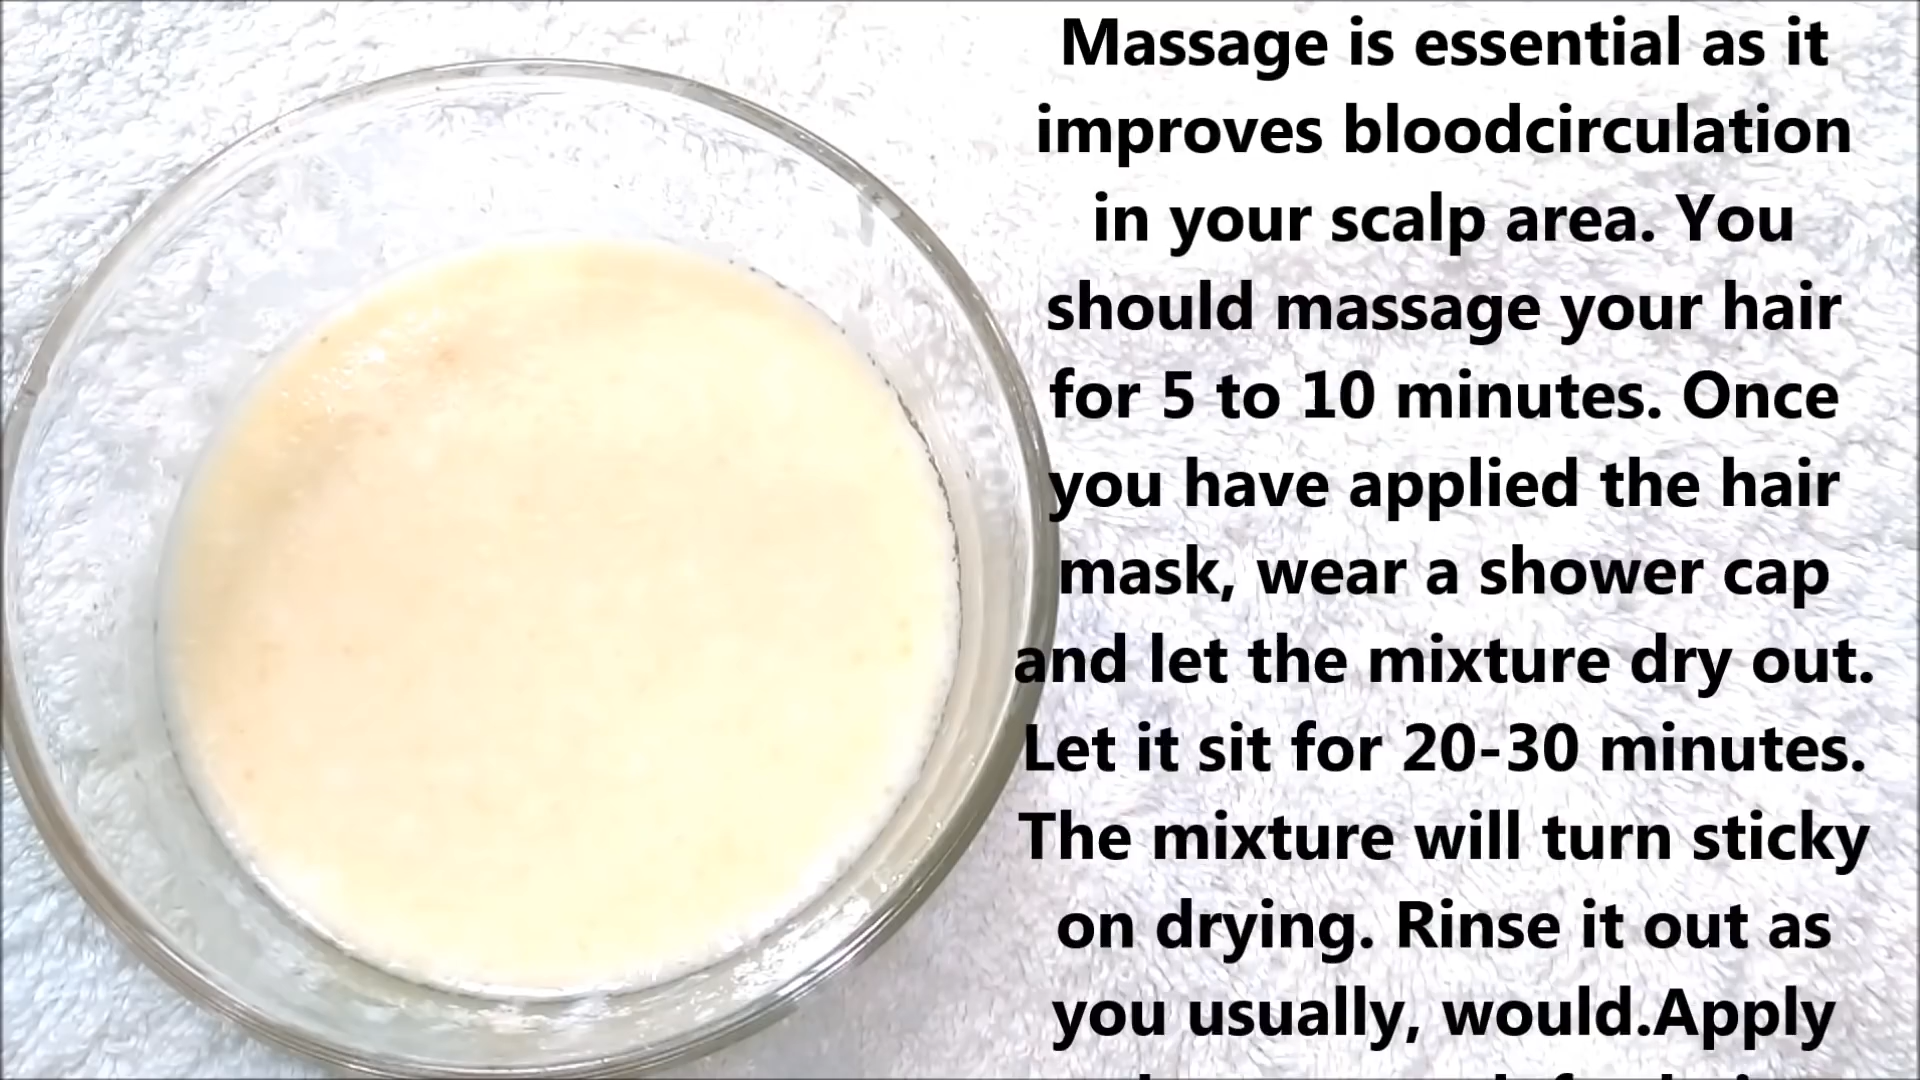 Massage is essential as it
improves bloodcirculation
in your scalp area. You
should massage your hair
for 5 to 10 minutes. Once
you have applied the hair
mask, wear a shower cap
and let the mixture dry out.
Let it sit for 20-30 minutes.
The mixture will turn sticky
on drying. Rinse it out as
you usually, would.Apply